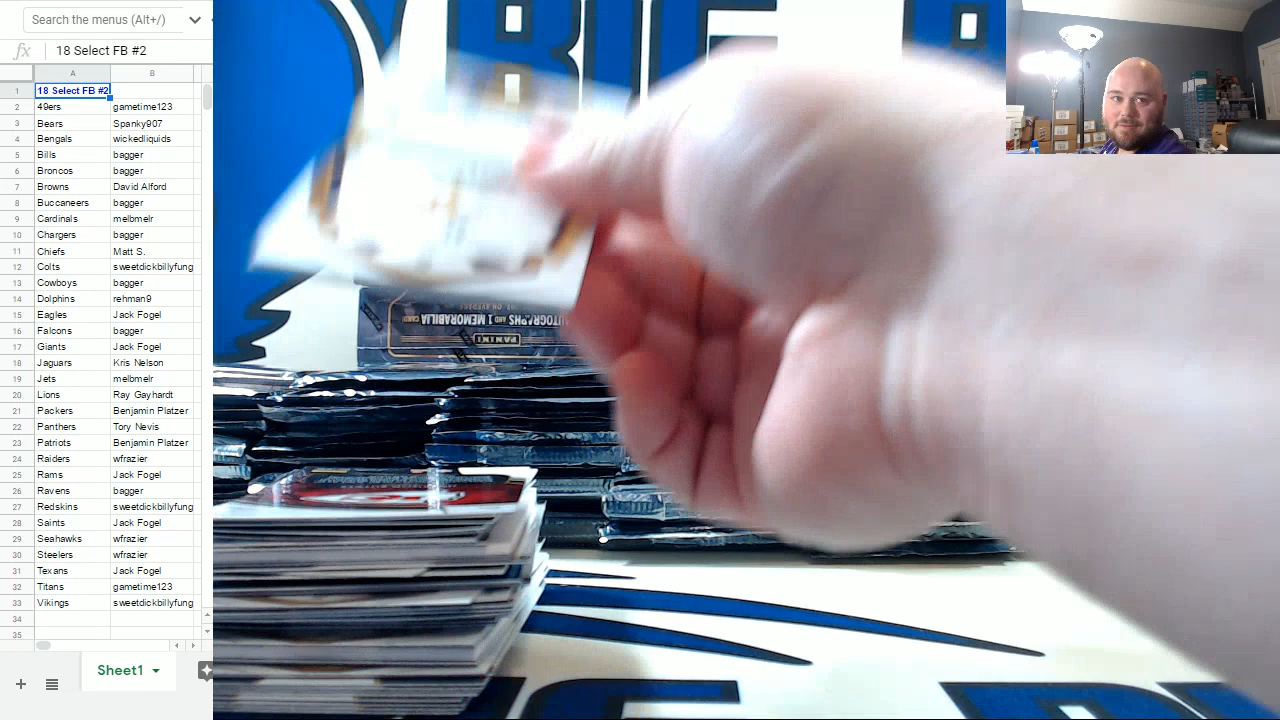 Search the menus (Alt+/)
fx 18 Select FB #2
A B
1 18 Select FB #2
2 49ers gametime123
3 Bears Spanky907
4 Bengals wickedliquids
5 Bills bagger
6 Broncos bagger
7 Browns David Alford
8 Buccaneers bagger
9 Cardinals melbmelr
10 Chargers bagger
11 Chiefs Matt S.
12 Colts sweetdickbillyfung
13 Cowboys bagger
14 Dolphins rehman9
15 Eagles Jack Fogel
16 Falcons bagger
17 Giants Jack Fogel
18 Jaguars Kris Nelson
19 Jets melbmelr
20 Lions Ray Gayhardt
21 Packers Benjamin Platzer
22 Panthers Tory Nevis
23 Patriots Benjamin Platzer
24 Raiders wfrazier
25 Rams Jack Fogel
26 Ravens bagger
27 Redskins sweetdickbillyfung
28 Saints Jack Fogel
29 Seahawks wfrazier
30 Steelers wfrazier
31 Texans Jack Fogel
32 Titans gametime123
33 Vikings sweetdickbillyfung
34
35
Sheet1
AUTOGRAPHS AND 1 MEMORABILIA CARD
PANINI